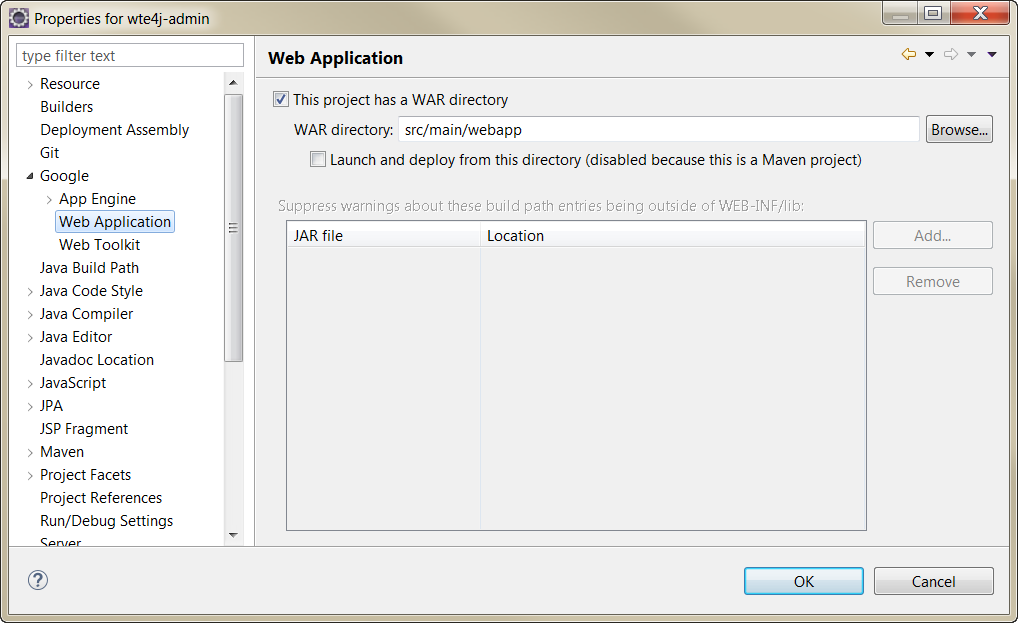 Properties for wte4j-admin
type filter text
Resource
Builders
Deployment Assembly
Git
Google
App Engine
Web Application
Web Toolkit
Java Build Path
Java Code Style
Java Compiler
Java Editor
Javadoc Location
JavaScript
JPA
JSP Fragment
Maven
Project Facets
Project References
Run/Debug Settings
Server
Web Application
This project has a WAR directory
WAR directory: src/main/webapp Browse...
Launch and deploy from this directory (disabled because this is a Maven project)
Suppress warnings about these build path entries being outside of WEB-INF/lib:
JAR file Location
Add...
Remove
OK Cancel